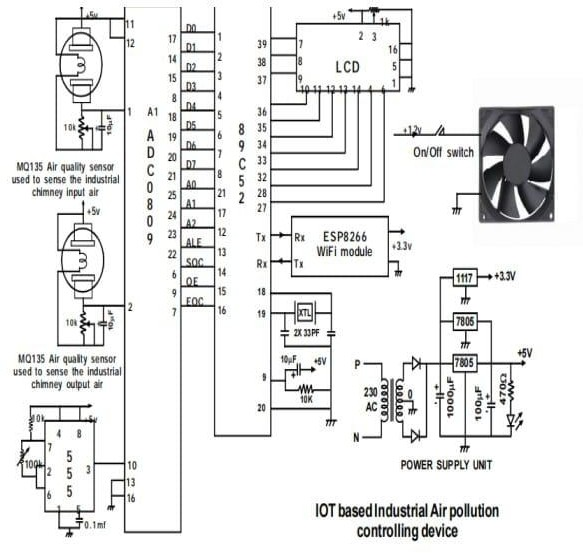 +5v
11
12
1
10k
10µF
MQ135 Air quality sensor
used to sense the industrial
chimney input air
+5v
2
10k
10µF
MQ135 Air quality sensor
used to sense the industrial
chimney output air
10k
+5v
4 8
7
100k
2
6
5
5
5
3
1 5
0.1mf
10
13
16
A1
ADC0809
17 D0 1
14 D1 2
15 D2 3
8 D3 4
18 D4 5
19 D5 6
20 D6 7
21 D7 8
25 A0 21
24 A1 17
23 A2 12
22 ALE 13
6 SOC 14
9 OE 15
7 EOC 16
89C52
39
38
37
36
35
34
33
32
28
27
+5v
1k
2 3
7
8
9
LCD
16
5
1
10 11 12 13 14 4 6
Tx Rx
Rx Tx
ESP8266
WiFi module
+3.3v
18
19
XTL
2X 33PF
10µF
+5V
9
10K
20
+12v
On/Off switch
1117 +3.3V
7805
7805
+5V
P
230
AC
N
0
1000µF
100µF
470Ω
POWER SUPPLY UNIT
IOT based Industrial Air pollution
controlling device